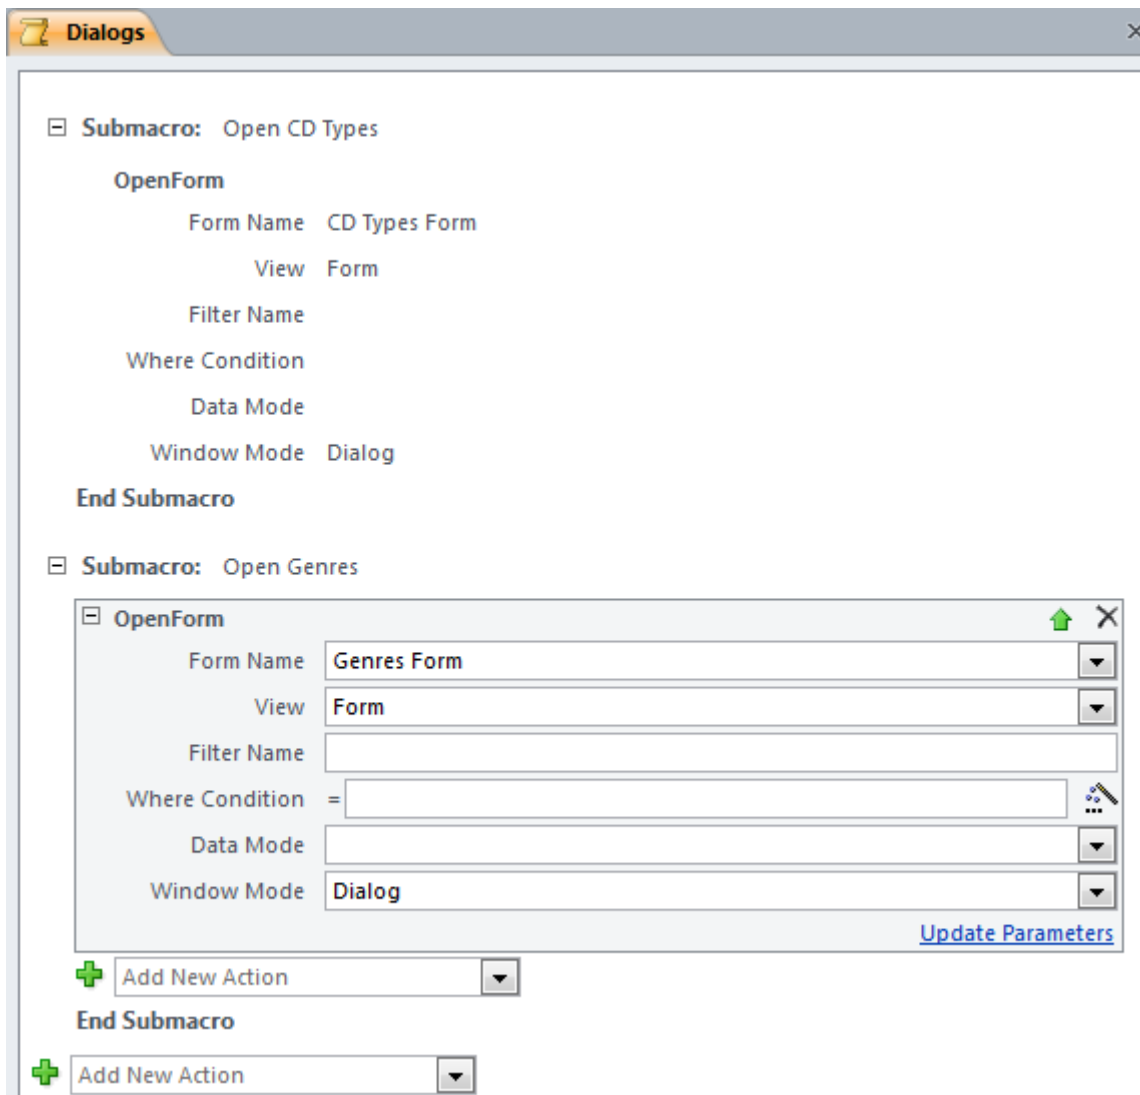 Dialogs
Submacro: Open CD Types
OpenForm
Form Name CD Types Form
View Form
Filter Name
Where Condition
Data Mode
Window Mode Dialog
End Submacro
Submacro: Open Genres
OpenForm
Form Name Genres Form
View Form
Filter Name
Where Condition =
Data Mode
Window Mode Dialog
Update Parameters
Add New Action
End Submacro
Add New Action